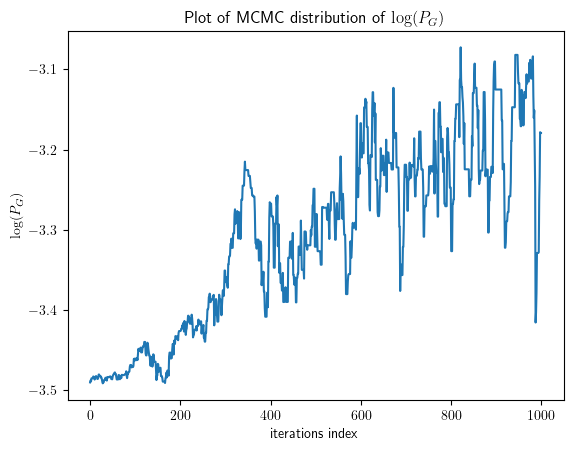 Plot of MCMC distribution of log(P_G)
log(P_G)
−3.1
−3.2
−3.3
−3.4
−3.5
0 200 400 600 800 1000
iterations index